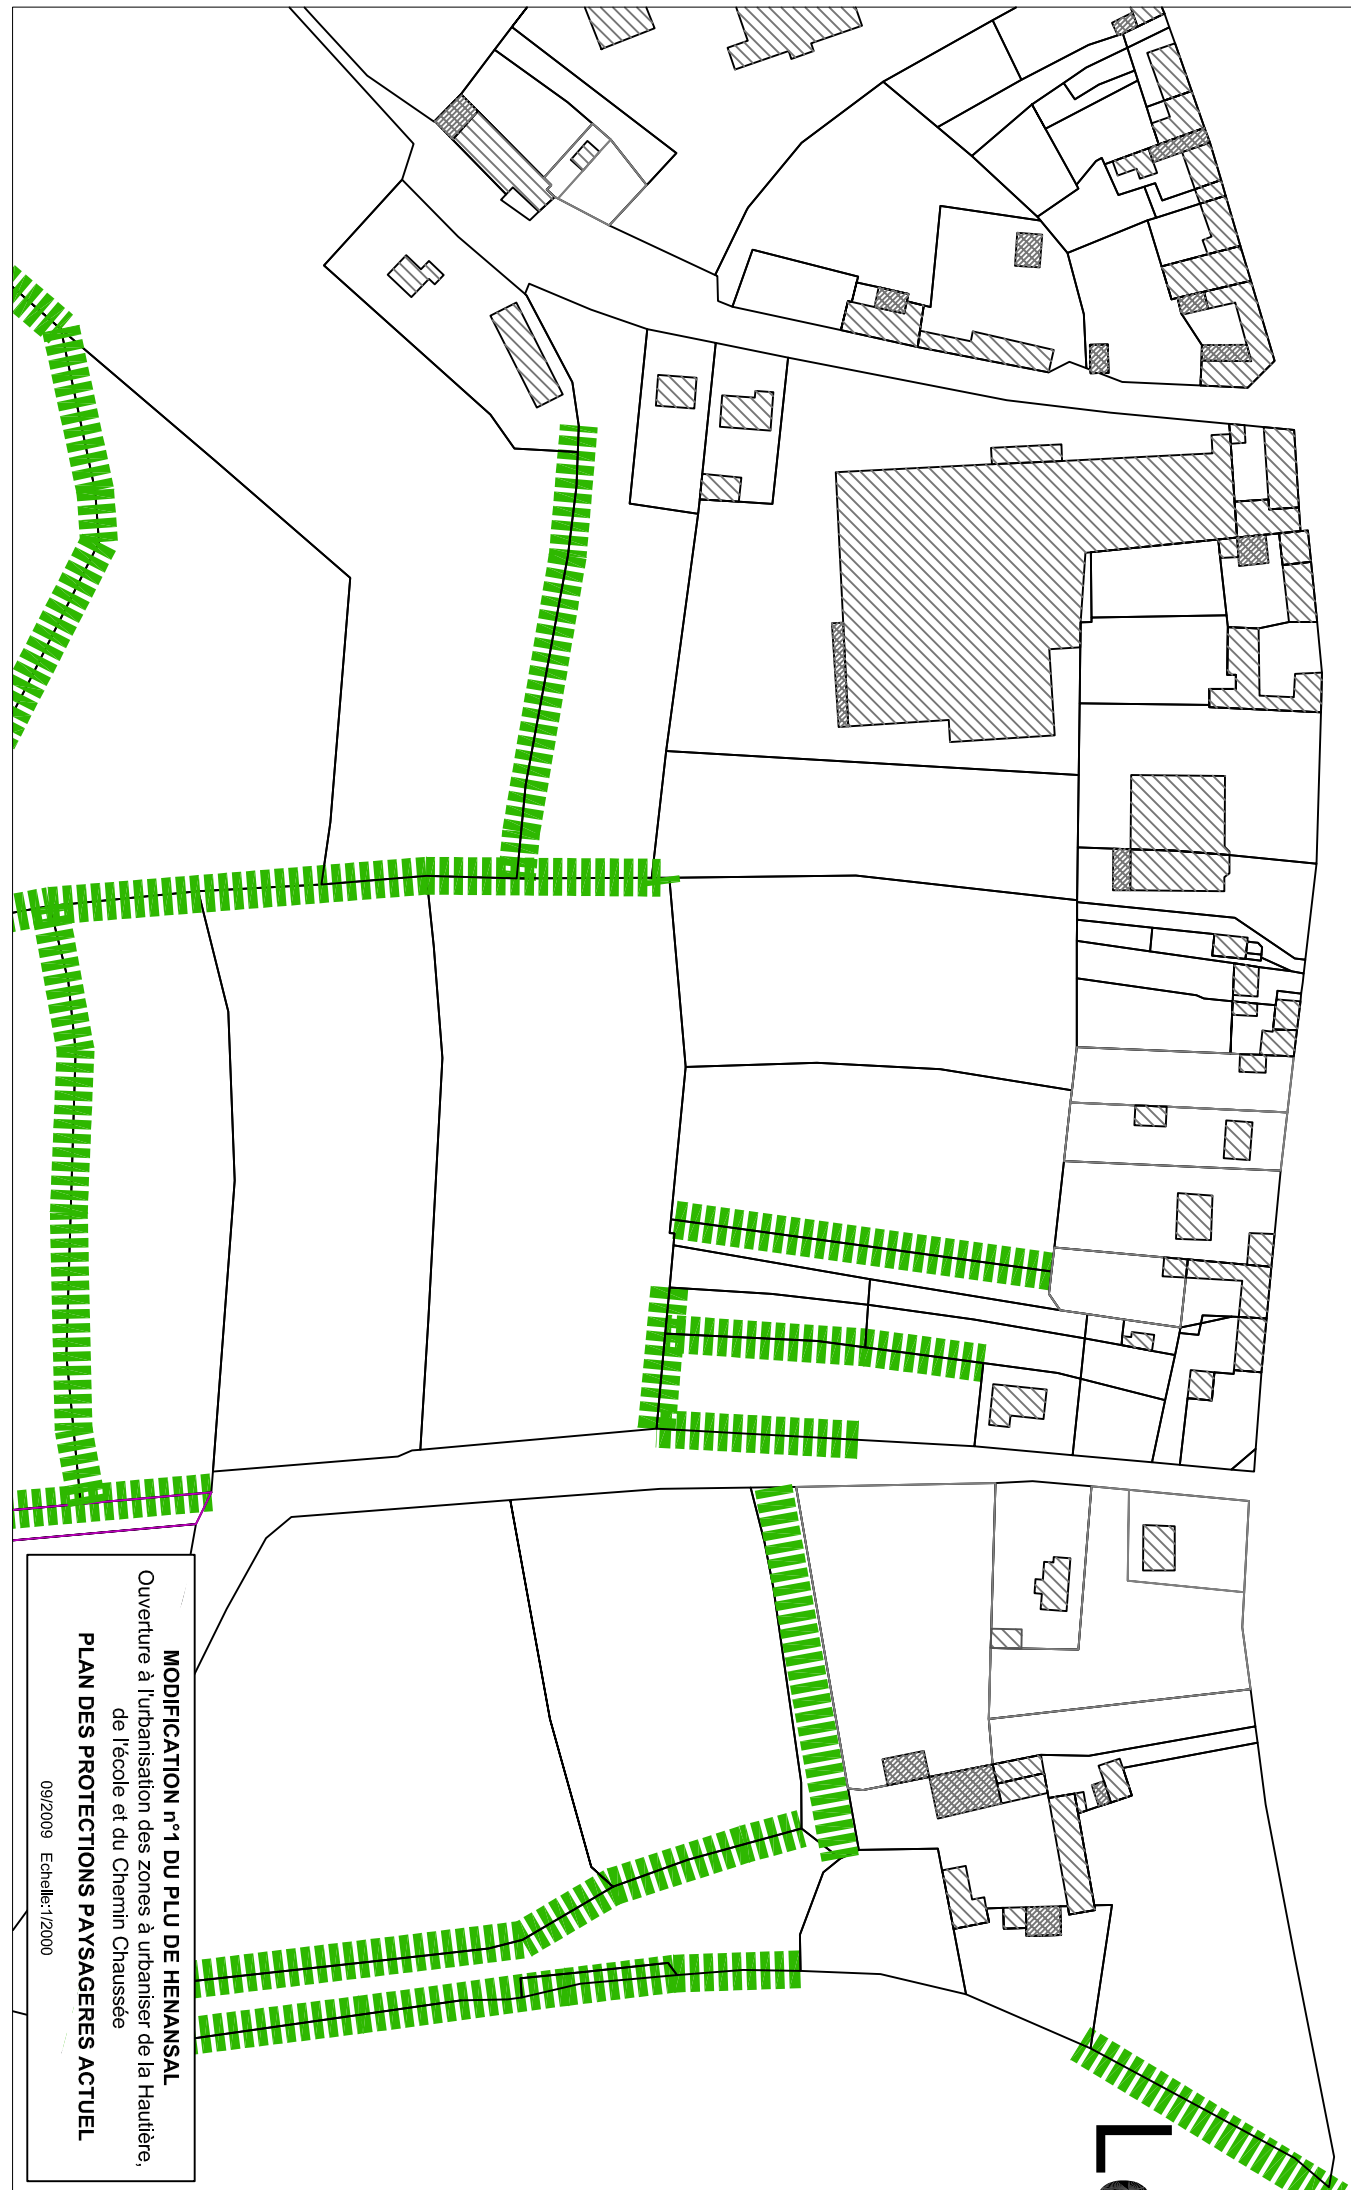 MODIFICATION n°1 DU PLU DE HENANSAL
Ouverture à l'urbanisation des zones à urbaniser de la Hautière,
de l'école et du Chemin Chaussée
PLAN DES PROTECTIONS PAYSAGERES ACTUEL
09/2009 Echelle:1/2000